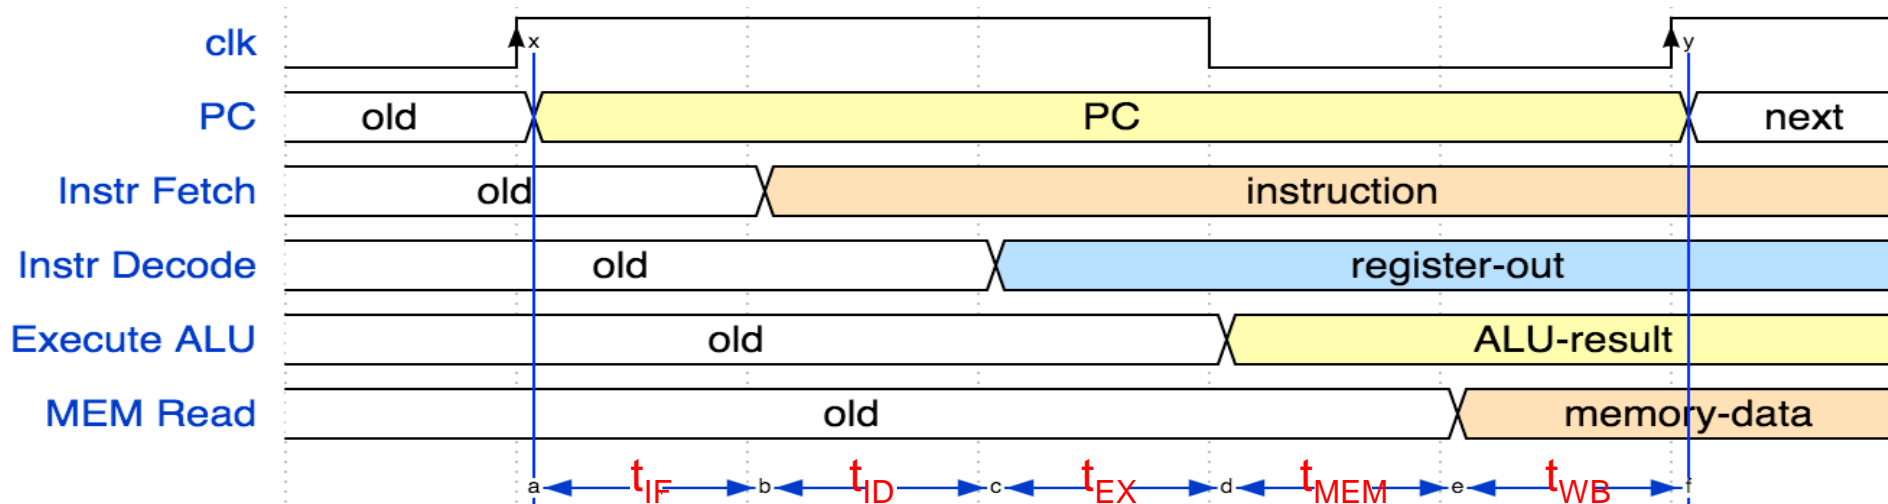 clk x y
PC old PC next
Instr Fetch old instruction
Instr Decode old register-out
Execute ALU old ALU-result
MEM Read old memory-data
a tIF b tID c tEX d tMEM e tWB f